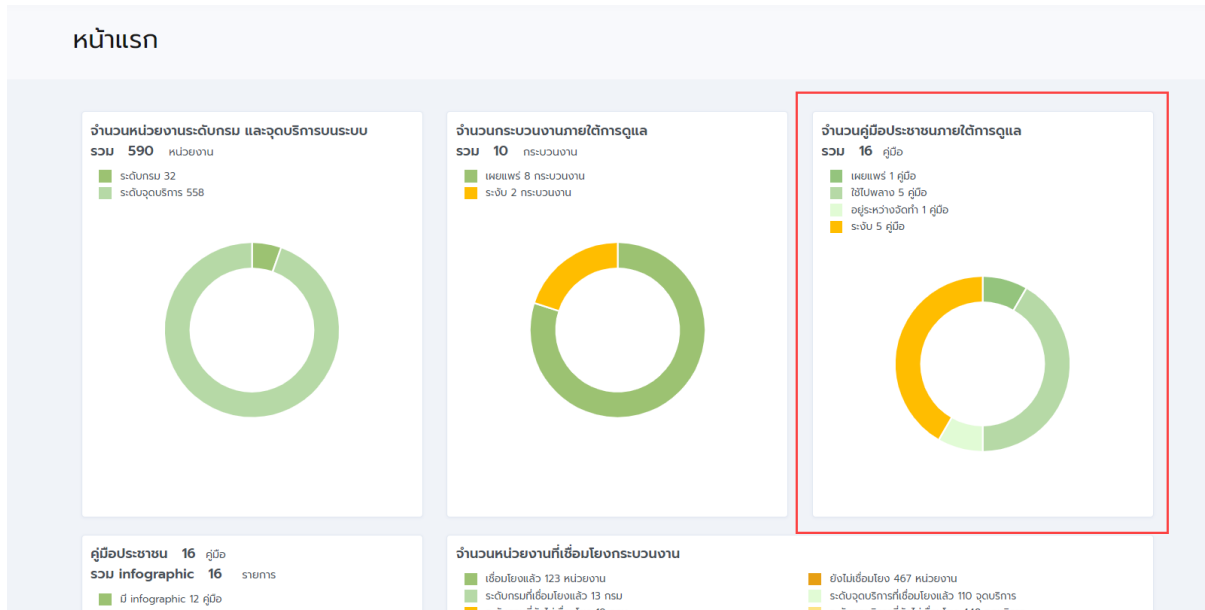 หน้าแรก
จำนวนหน่วยงานระดับกรม และจุดบริการบนระบบ
รวม 590 หน่วยงาน
ระดับกรม 32
ระดับจุดบริการ 558
จำนวนกระบวนงานภายใต้การดูแล
รวม 10 กระบวนงาน
เผยแพร่ 8 กระบวนงาน
ระงับ 2 กระบวนงาน
จำนวนคู่มือประชาชนภายใต้การดูแล
รวม 16 คู่มือ
เผยแพร่ 1 คู่มือ
ใช้ไปพลาง 5 คู่มือ
อยู่ระหว่างจัดทำ 1 คู่มือ
ระงับ 5 คู่มือ
คู่มือประชาชน 16 คู่มือ
รวม infographic 16 รายการ
มี infographic 12 คู่มือ
จำนวนหน่วยงานที่เชื่อมโยงกระบวนงาน
เชื่อมโยงแล้ว 123 หน่วยงาน
ระดับกรมที่เชื่อมโยงแล้ว 13 กรม
ยังไม่เชื่อมโยง 467 หน่วยงาน
ระดับจุดบริการที่เชื่อมโยงแล้ว 110 จุดบริการ